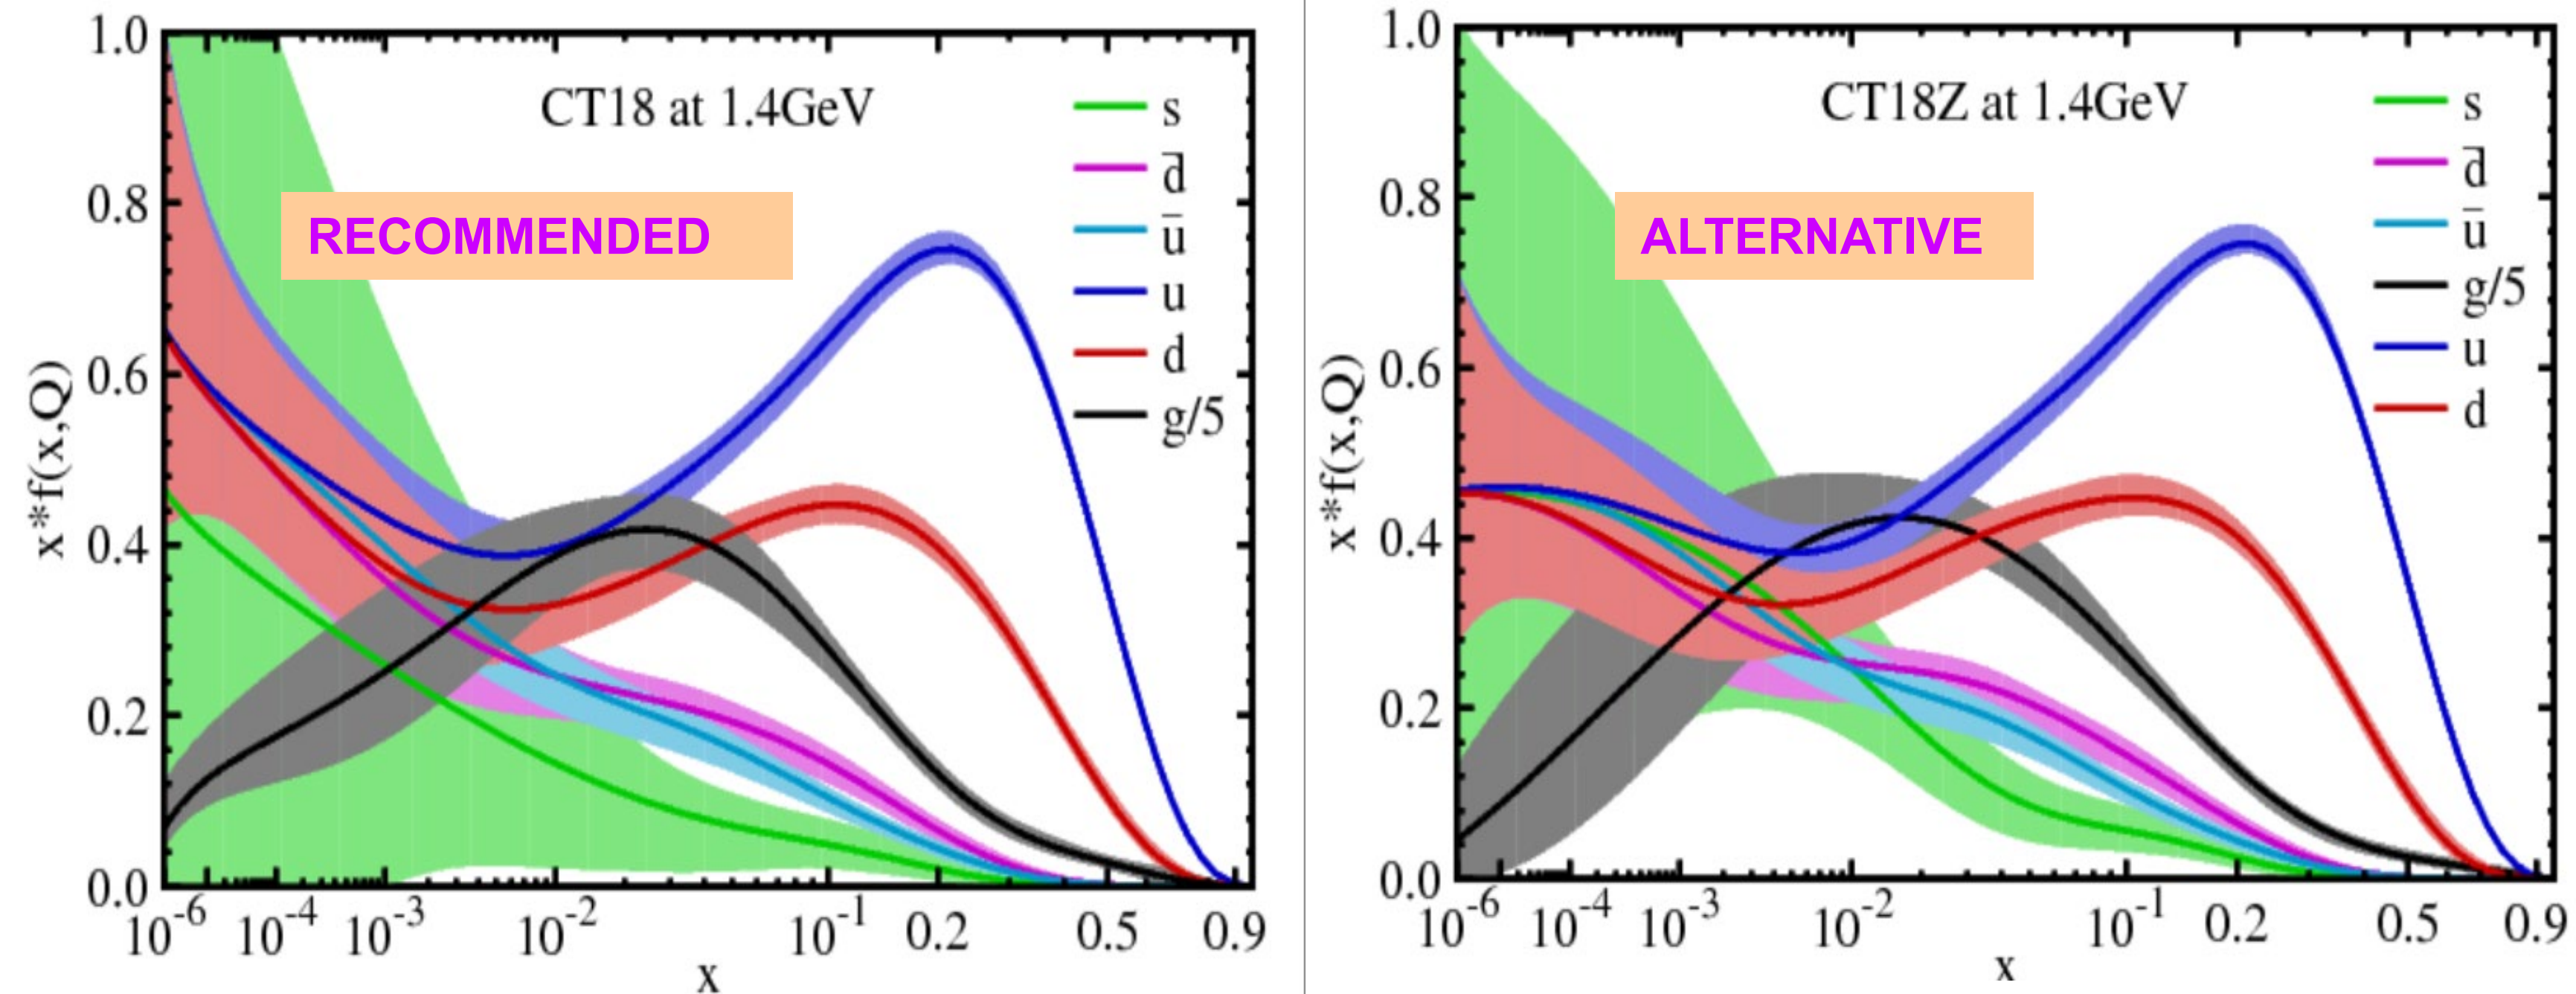 CT18 at 1.4GeV
RECOMMENDED
s
d̅
u̅
u
d
g/5
x*f(x,Q)
1.0
0.8
0.6
0.4
0.2
0.0
10⁻⁶ 10⁻⁴ 10⁻³ 10⁻² 10⁻¹ 0.2 0.5 0.9
x
CT18Z at 1.4GeV
ALTERNATIVE
s
d̅
u̅
g/5
u
d
x*f(x,Q)
1.0
0.8
0.6
0.4
0.2
0.0
10⁻⁶ 10⁻⁴ 10⁻³ 10⁻² 10⁻¹ 0.2 0.5 0.9
x